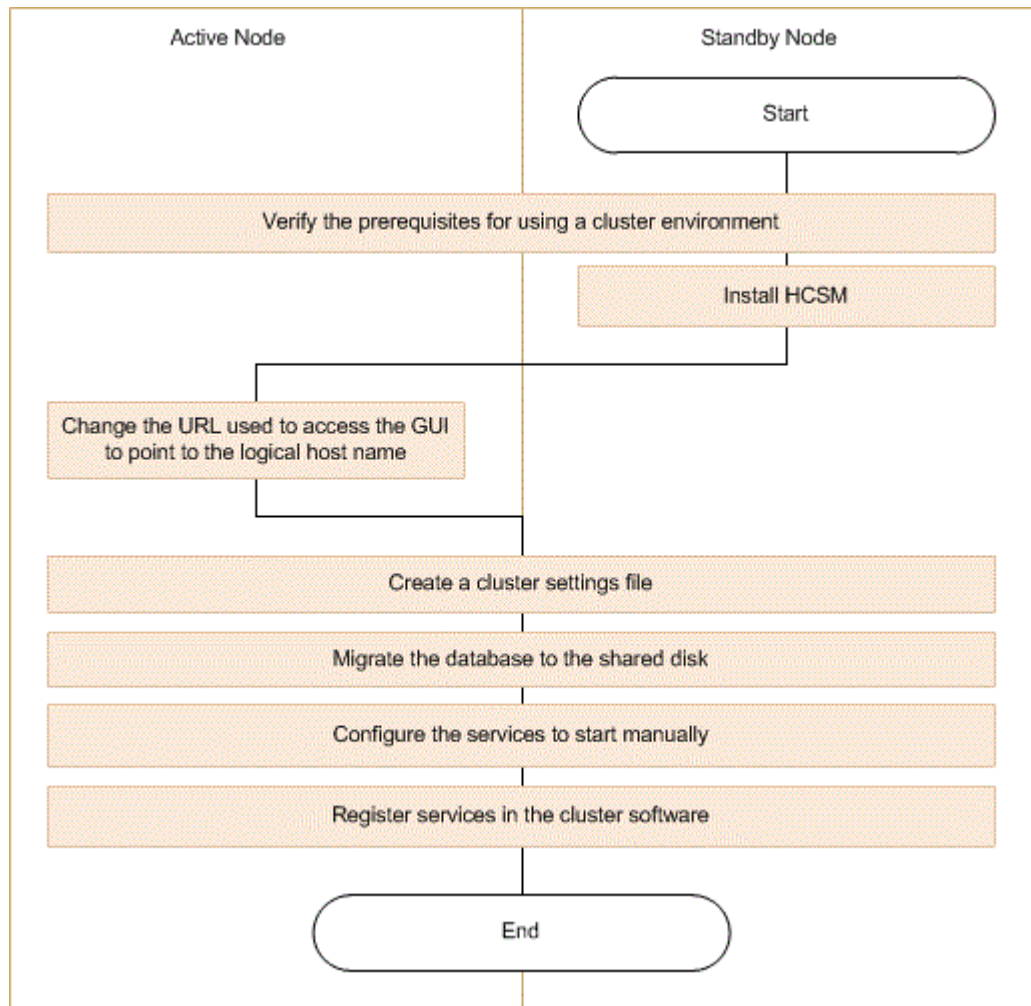 Active Node
Standby Node
Start
Verify the prerequisites for using a cluster environment
Install HCSM
Change the URL used to access the GUI
to point to the logical host name
Create a cluster settings file
Migrate the database to the shared disk
Configure the services to start manually
Register services in the cluster software
End